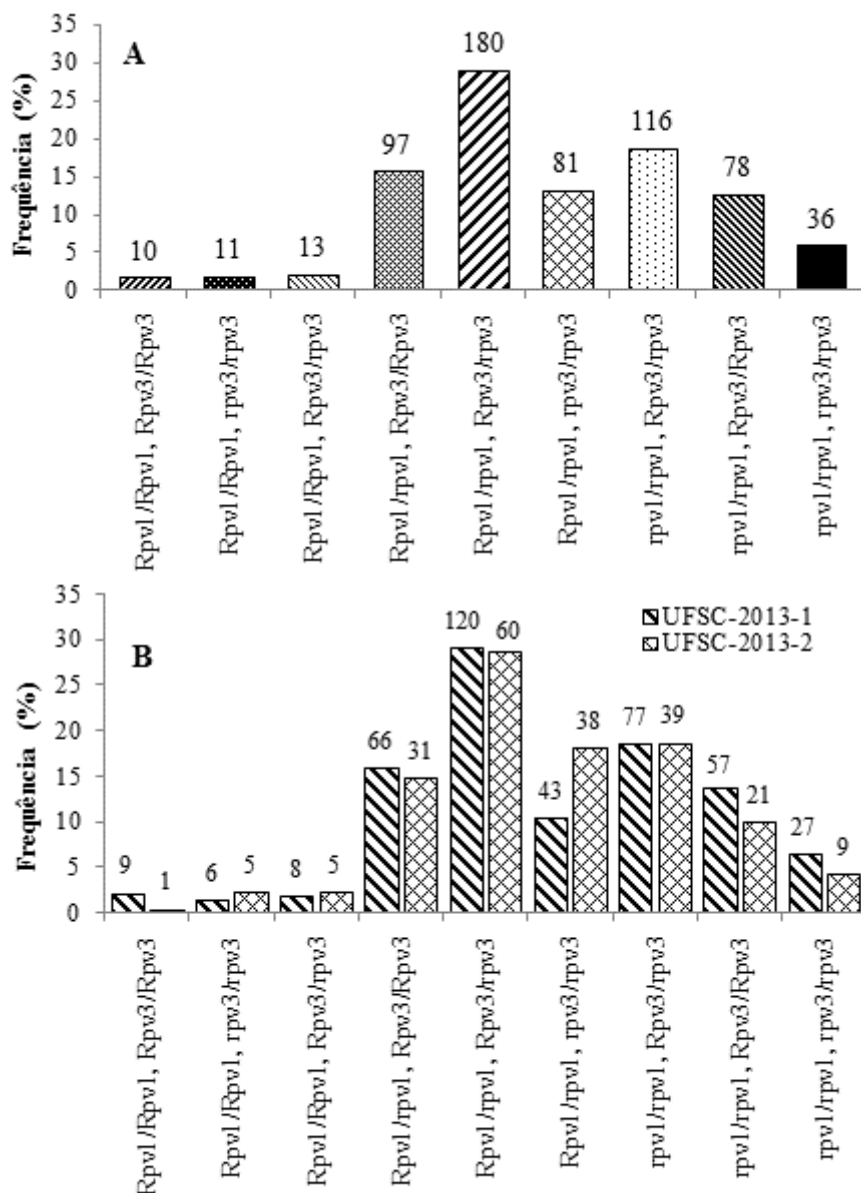 35
A
180
30
25
Frequência (%)
20
116
97
15
81
78
10
36
5
10
11
13
0
Rpv1/Rpv1, Rpv3/Rpv3
Rpv1/Rpv1, rpv3/rpv3
Rpv1/Rpv1, Rpv3/rpv3
Rpv1/rpv1, Rpv3/Rpv3
Rpv1/rpv1, Rpv3/rpv3
Rpv1/rpv1, rpv3/rpv3
rpv1/rpv1, Rpv3/rpv3
rpv1/rpv1, Rpv3/Rpv3
rpv1/rpv1, rpv3/rpv3
35
B
120 60
UFSC-2013-1
UFSC-2013-2
30
25
Frequência (%)
20
38
77 39
66 31
15
57
43
10
21
27
9
5
9 1
6 5
8 5
0
Rpv1/Rpv1, Rpv3/Rpv3
Rpv1/Rpv1, rpv3/rpv3
Rpv1/Rpv1, Rpv3/rpv3
Rpv1/rpv1, Rpv3/Rpv3
Rpv1/rpv1, Rpv3/rpv3
Rpv1/rpv1, rpv3/rpv3
rpv1/rpv1, Rpv3/rpv3
rpv1/rpv1, Rpv3/Rpv3
rpv1/rpv1, rpv3/rpv3